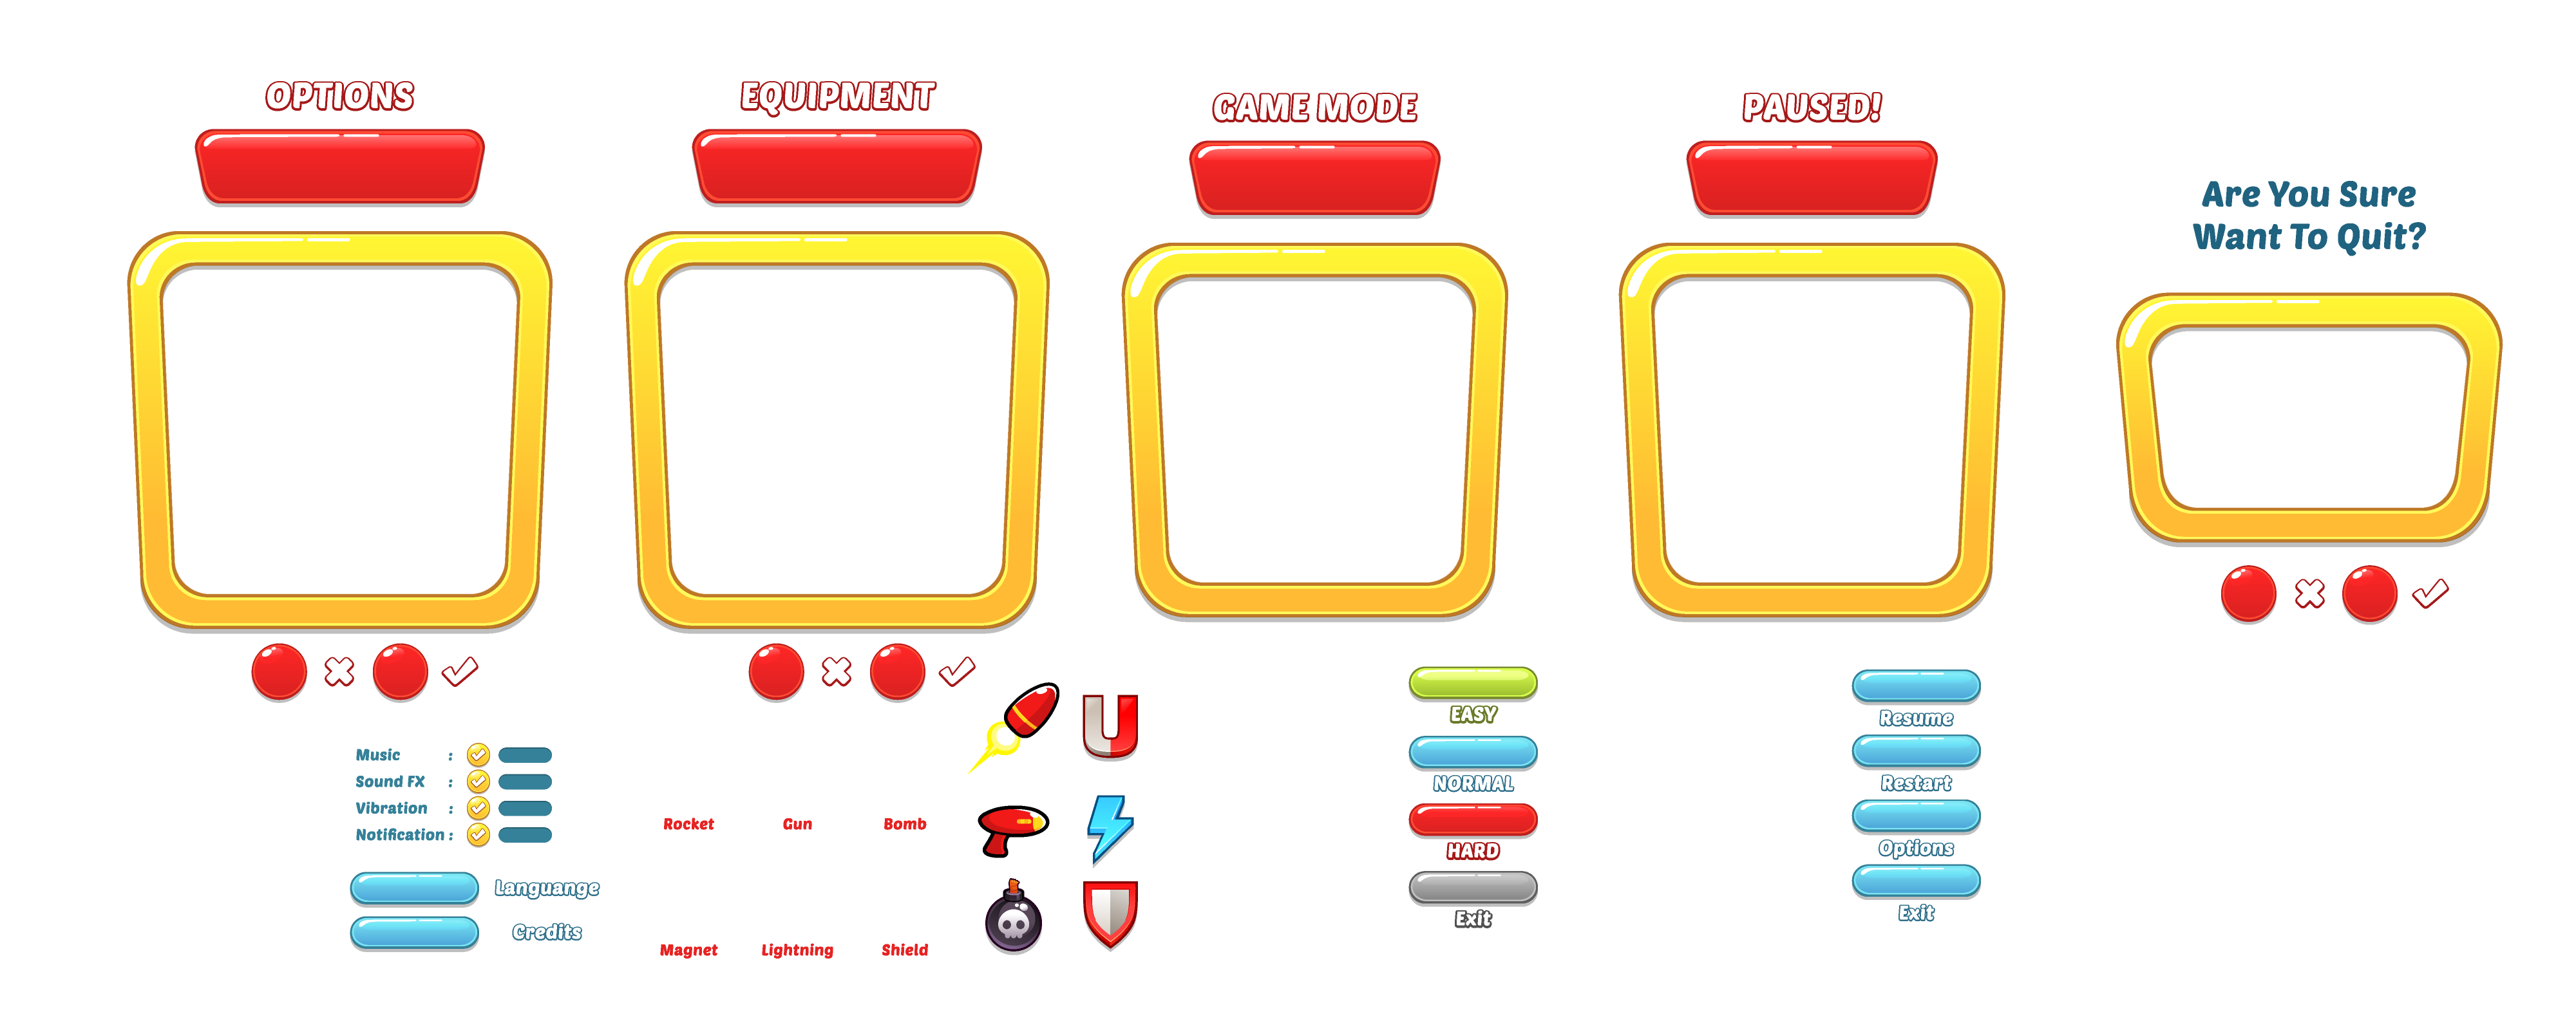 OPTIONS
EQUIPMENT
GAME MODE
PAUSED!
Are You Sure
Want To Quit?
Music :
Sound FX :
Vibration :
Notification :
Languange
Credits
Rocket Gun Bomb
Magnet Lightning Shield
EASY
NORMAL
HARD
Exit
Resume
Restart
Options
Exit